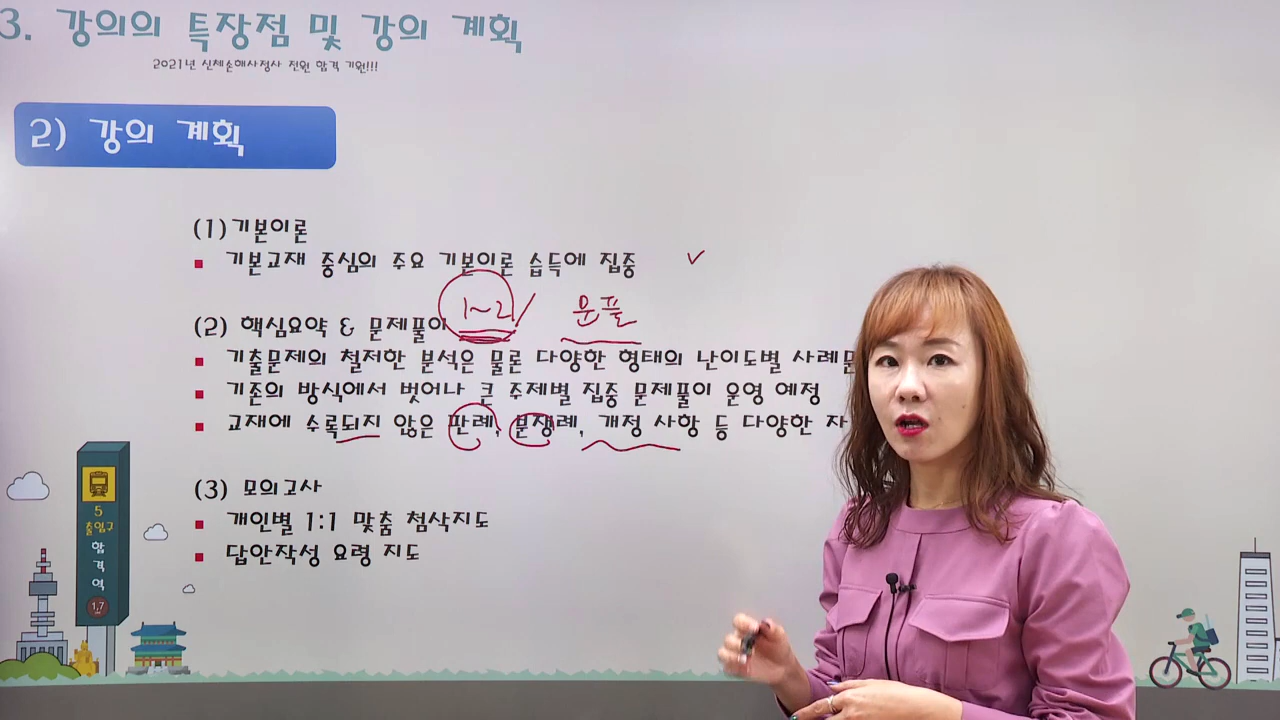 3. 강의의 특장점 및 강의 계획
2021년 신체손해사정사 전원 합격 기원!!!
2) 강의 계획
(1)기본이론
기본교재 중심의 주요 기본이론 습득에 집중
1~2/ 문풀
(2) 핵심요약 & 문제풀이
기출문제의 철저한 분석은 물론 다양한 형태의 난이도별 사례문
기존의 방식에서 벗어나 큰 주제별 집중 문제풀이 운영 예정
교재에 수록되지 않은 판례, 분쟁례, 개정 사항 등 다양한 자
(3) 모의고사
개인별 1:1 맞춤 첨삭지도
답안작성 요령 지도
5
출입구
합
격
역
1,7